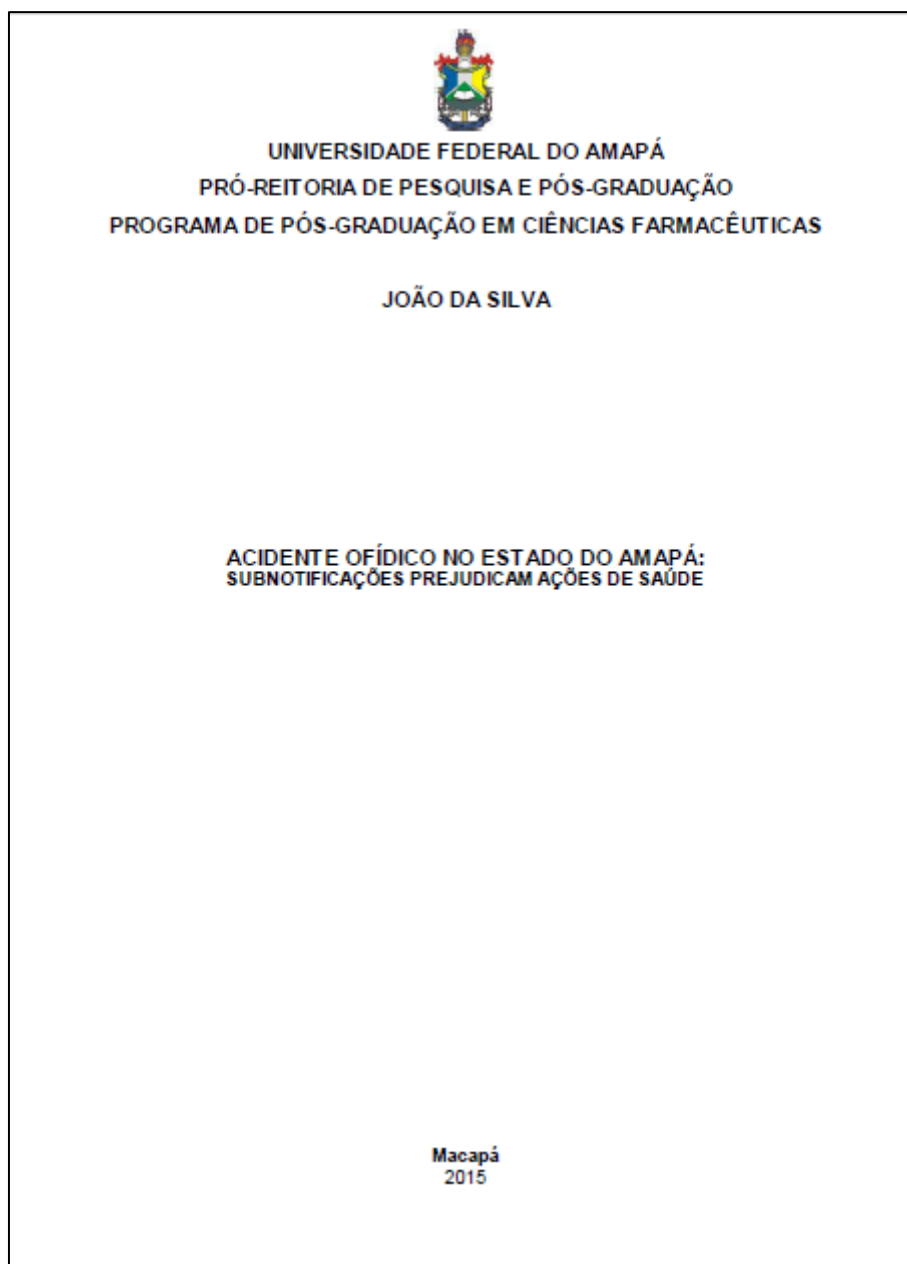 UNIVERSIDADE FEDERAL DO AMAPÁ
PRÓ-REITORIA DE PESQUISA E PÓS-GRADUAÇÃO
PROGRAMA DE PÓS-GRADUAÇÃO EM CIÊNCIAS FARMACÊUTICAS
JOÃO DA SILVA
ACIDENTE OFÍDICO NO ESTADO DO AMAPÁ:
SUBNOTIFICAÇÕES PREJUDICAM AÇÕES DE SAÚDE
Macapá
2015